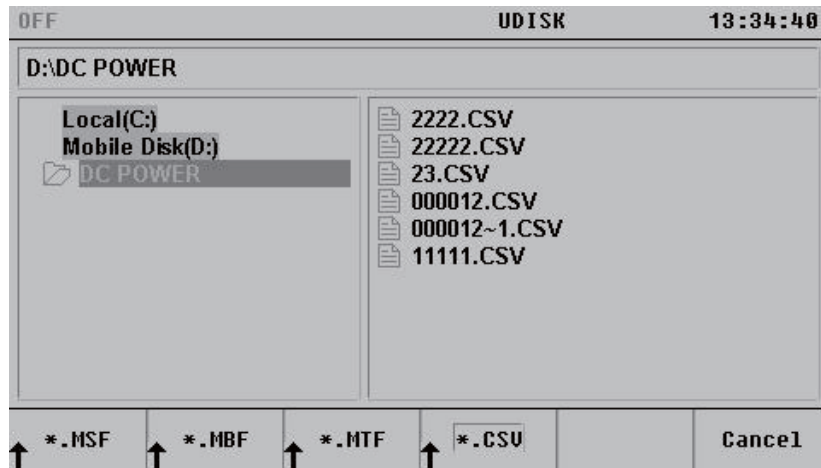 OFF UDISK 13:34:40
D:\DC POWER
Local(C:)
Mobile Disk(D:)
DC POWER
2222.CSV
22222.CSV
23.CSV
000012.CSV
000012~1.CSV
11111.CSV
*.MSF *.MBF *.MTF *.CSV Cancel